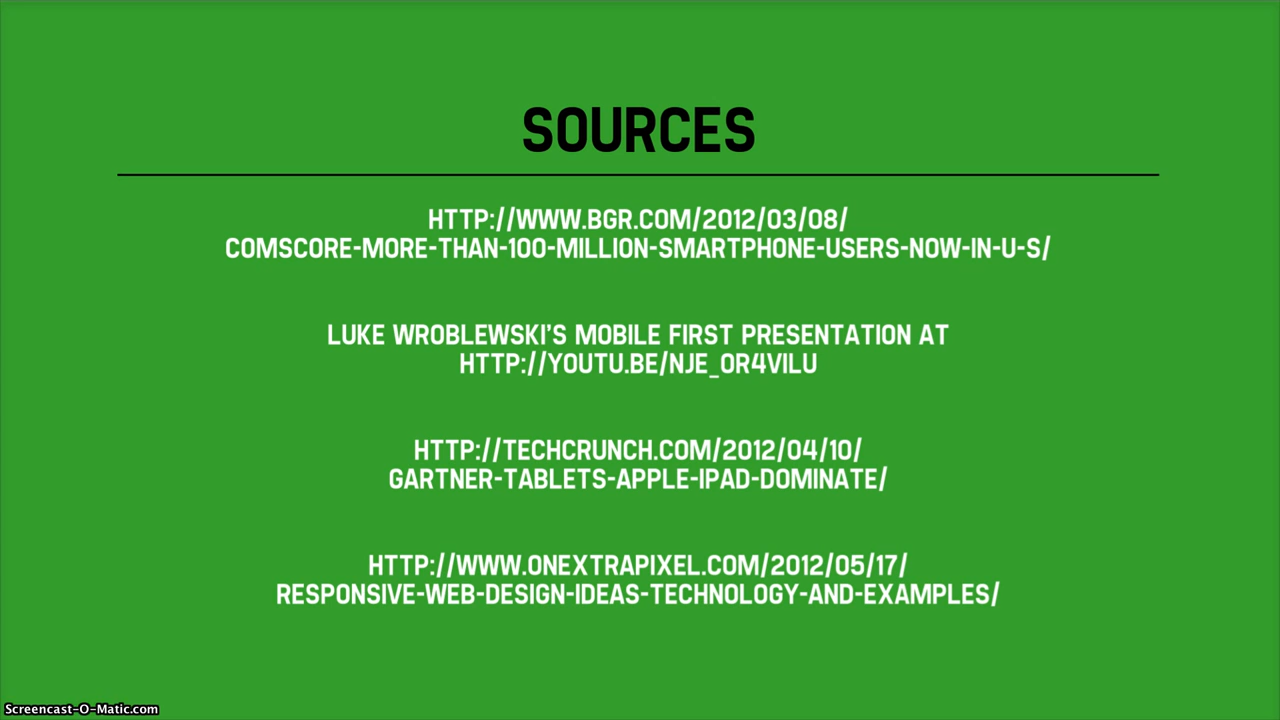 SOURCES
HTTP://WWW.BGR.COM/2012/03/08/
COMSCORE-MORE-THAN-100-MILLION-SMARTPHONE-USERS-NOW-IN-U-S/
LUKE WROBLEWSKI'S MOBILE FIRST PRESENTATION AT
HTTP://YOUTU.BE/NJE_OR4VILU
HTTP://TECHCRUNCH.COM/2012/04/10/
GARTNER-TABLETS-APPLE-IPAD-DOMINATE/
HTTP://WWW.ONEXTRAPIXEL.COM/2012/05/17/
RESPONSIVE-WEB-DESIGN-IDEAS-TECHNOLOGY-AND-EXAMPLES/
Screencast-O-Matic.com